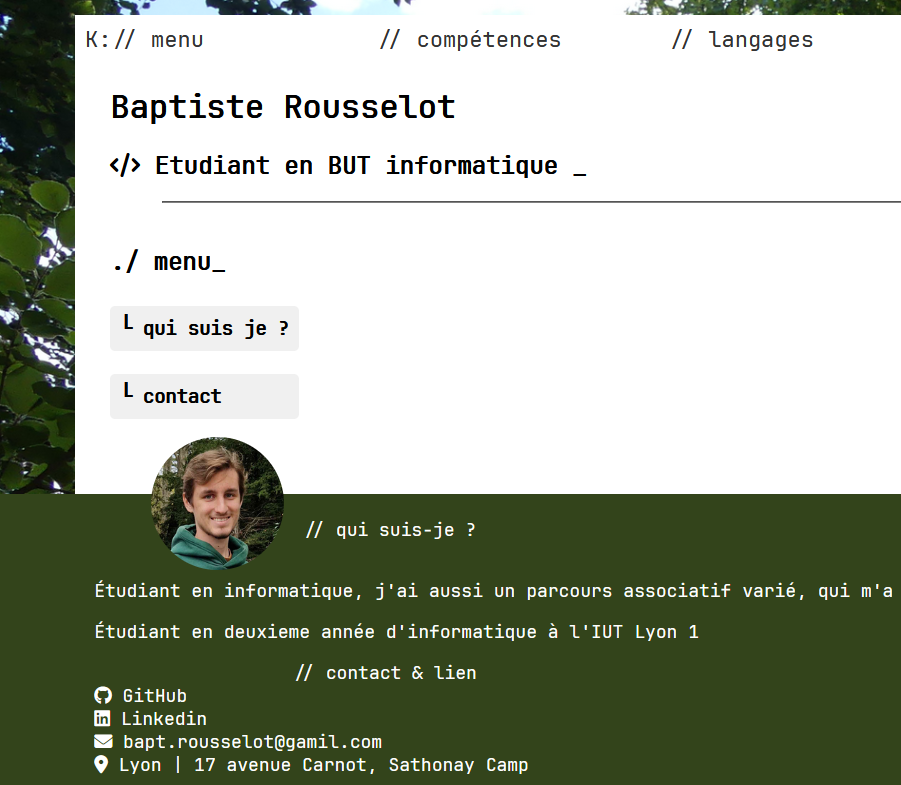 K:// menu // compétences // langages
Baptiste Rousselot
</> Etudiant en BUT informatique _
./ menu_
└ qui suis je ?
└ contact
// qui suis-je ?
Étudiant en informatique, j'ai aussi un parcours associatif varié, qui m'a
Étudiant en deuxieme année d'informatique à l'IUT Lyon 1
// contact & lien
GitHub
Linkedin
bapt.rousselot@gamil.com
Lyon | 17 avenue Carnot, Sathonay Camp